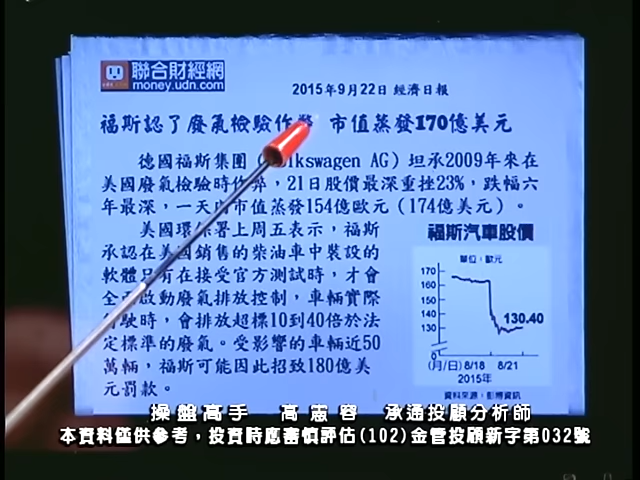 聯合財經網
money.udn.com
2015年9月22日 經濟日報
福斯認了廢氣檢驗作弊 市值蒸發170億美元
德國福斯集團（Volkswagen AG）坦承2009年來在
美國廢氣檢驗時作弊，21日股價最深重挫23%，跌幅六
年最深，一天內市值蒸發154億歐元（174億美元）。
美國環保署上周五表示，福斯
承認在美國銷售的柴油車中裝設的
軟體只有在接受官方測試時，才會
全面啟動廢氣排放控制，車輛實際
行駛時，會排放超標10到40倍於法
定標準的廢氣。受影響的車輛近50
萬輛，福斯可能因此招致180億美
元罰款。
福斯汽車股價
單位：歐元
170
160
150
140
130
0
130.40
(月/日) 8/18 8/21
2015年
資料來源：彭博資訊
操盤高手 高憲容 承通投顧分析師
本資料僅供參考，投資時應審慎評估(102)金管投顧新字第032號